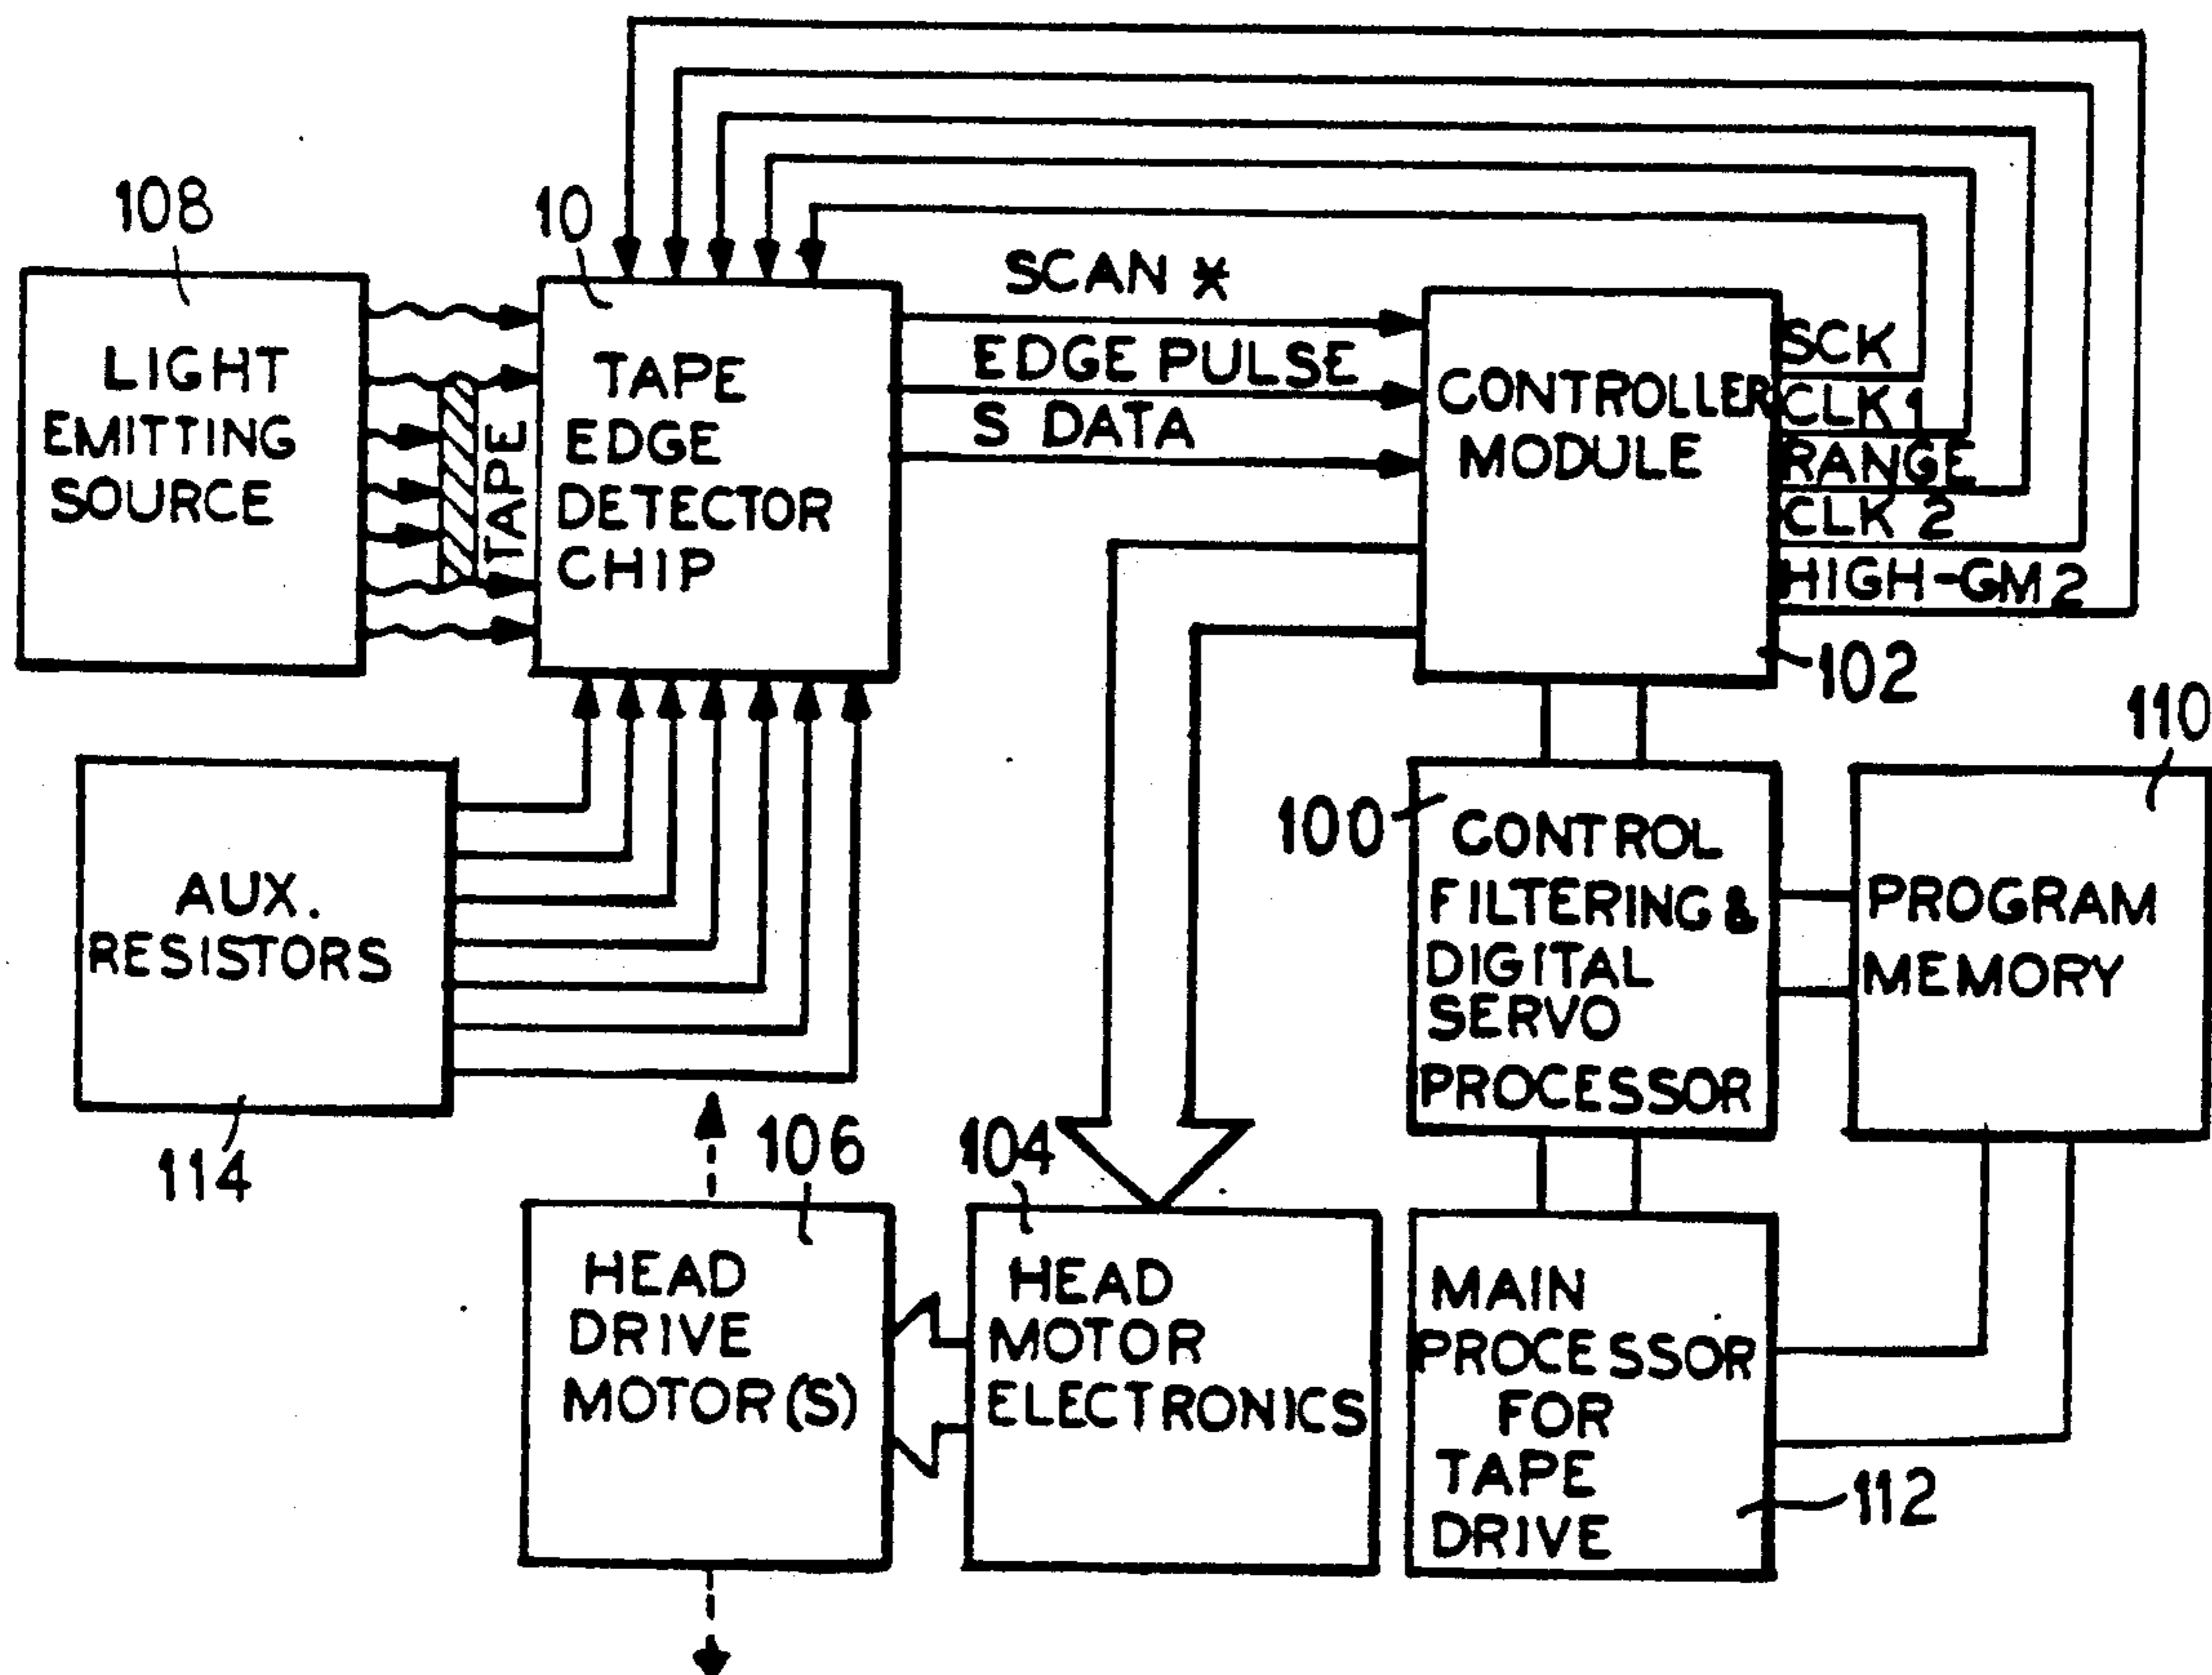 108
LIGHT
EMITTING
SOURCE
TAPE
10
TAPE
EDGE
DETECTOR
CHIP
SCAN *
EDGE PULSE
S DATA
CONTROLLER
MODULE
SCK
CLK 1
RANGE
CLK 2
HIGH-GM2
102
110
100
CONTROL
FILTERING &
DIGITAL
SERVO
PROCESSOR
PROGRAM
MEMORY
AUX.
RESISTORS
114
106
104
HEAD
DRIVE
MOTOR(S)
HEAD
MOTOR
ELECTRONICS
MAIN
PROCESSOR
FOR
TAPE
DRIVE
112